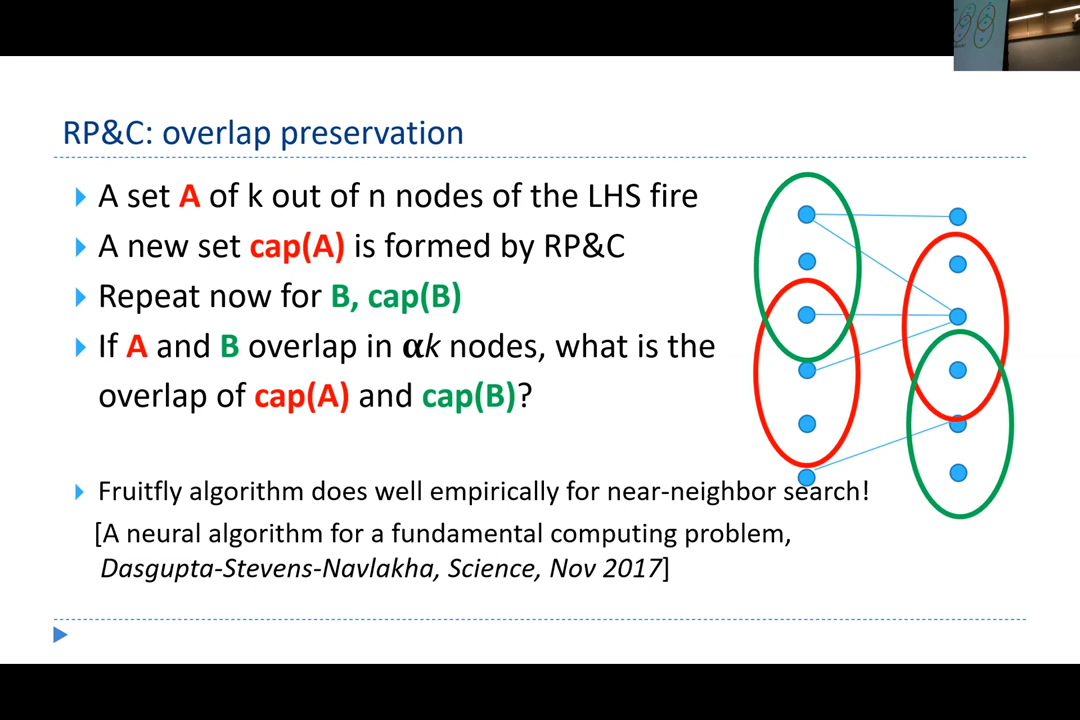 RP&C: overlap preservation
A set A of k out of n nodes of the LHS fire
A new set cap(A) is formed by RP&C
Repeat now for B, cap(B)
If A and B overlap in αk nodes, what is the
overlap of cap(A) and cap(B)?
Fruitfly algorithm does well empirically for near-neighbor search!
[A neural algorithm for a fundamental computing problem,
Dasgupta-Stevens-Navlakha, Science, Nov 2017]